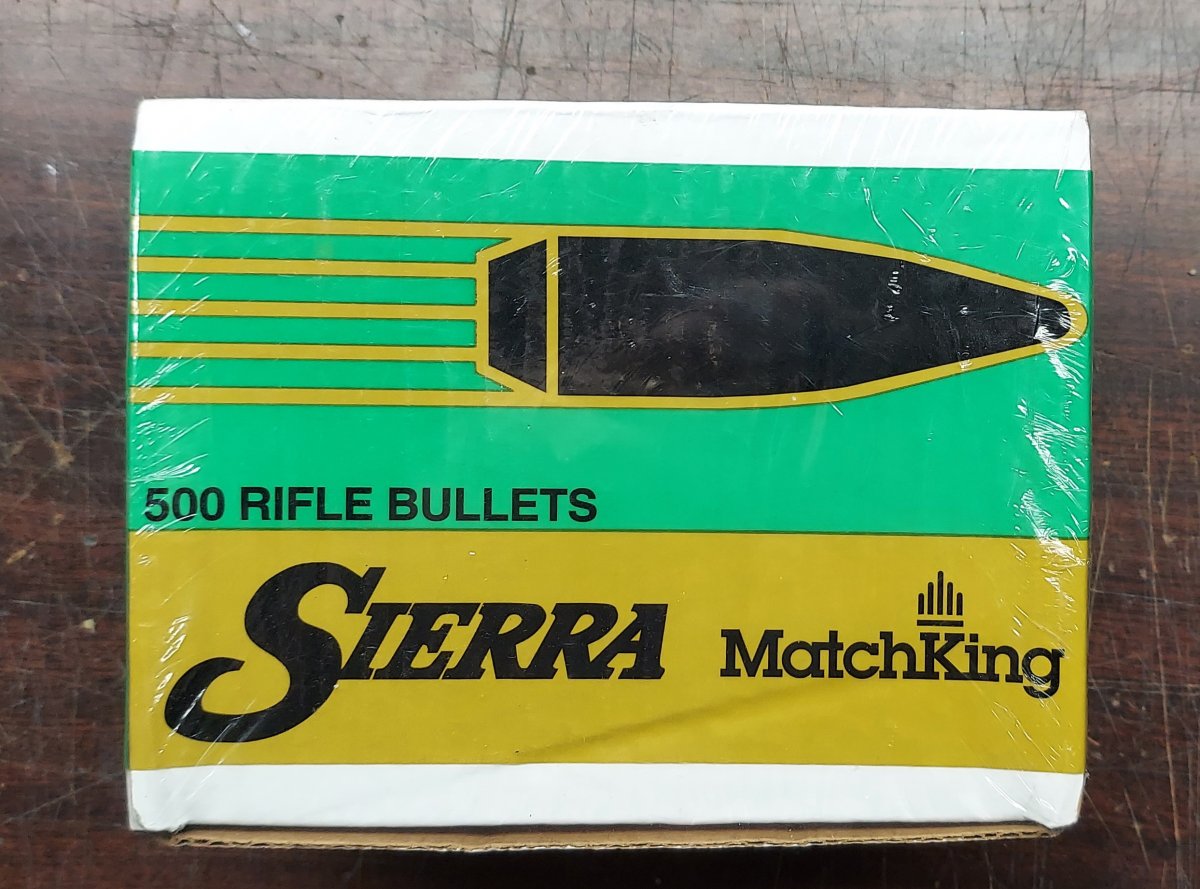 500 RIFLE BULLETS
SIERRA
MatchKing